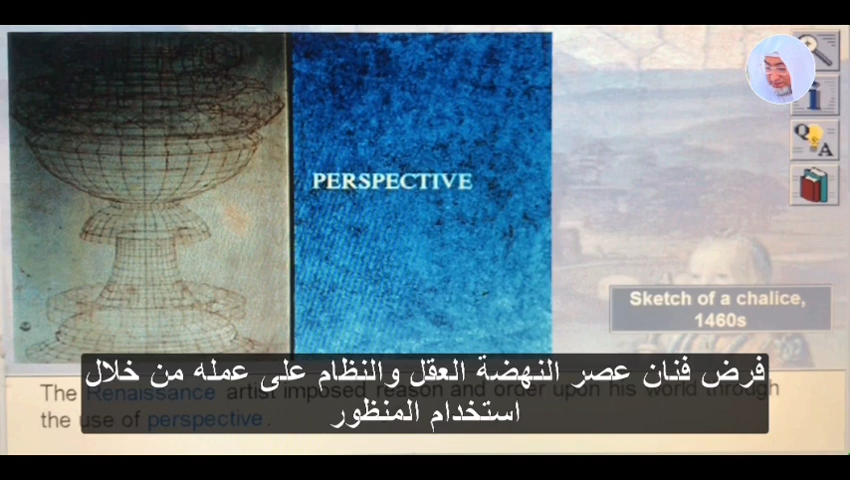 PERSPECTIVE
i
Q
A
Sketch of a chalice,
1460s
The Renaissance artist imposed reason and order upon his world through
the use of perspective.
فرض فنان عصر النهضة العقل والنظام على عمله من خلال
استخدام المنظور